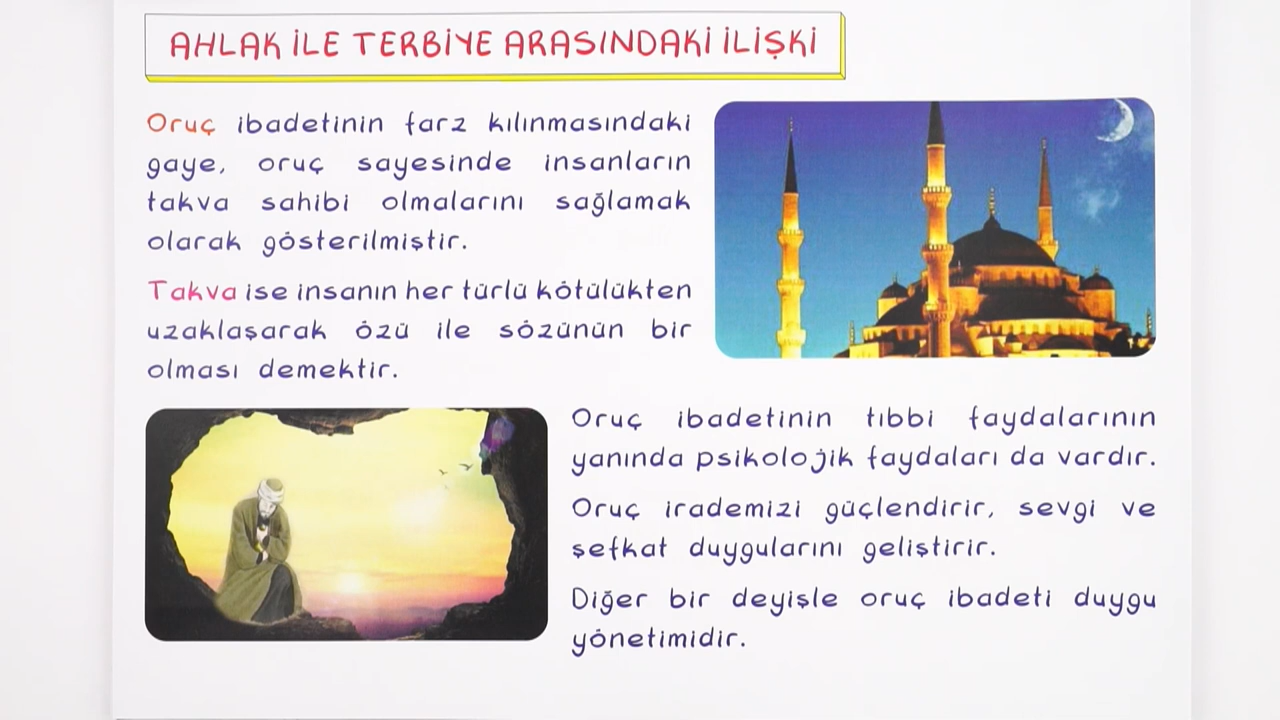 AHLAK İLE TERBİYE ARASINDAKİ İLİŞKİ
Oruç ibadetinin farz kılınmasındaki
gaye, oruç sayesinde insanların
takva sahibi olmalarını sağlamak
olarak gösterilmiştir.
Takva ise insanın her türlü kötülükten
uzaklaşarak özü ile sözünün bir
olması demektir.
Oruç ibadetinin tıbbi faydalarının
yanında psikolojik faydaları da vardır.
Oruç irademizi güçlendirir, sevgi ve
şefkat duygularını geliştirir.
Diğer bir deyişle oruç ibadeti duygu
yönetimidir.